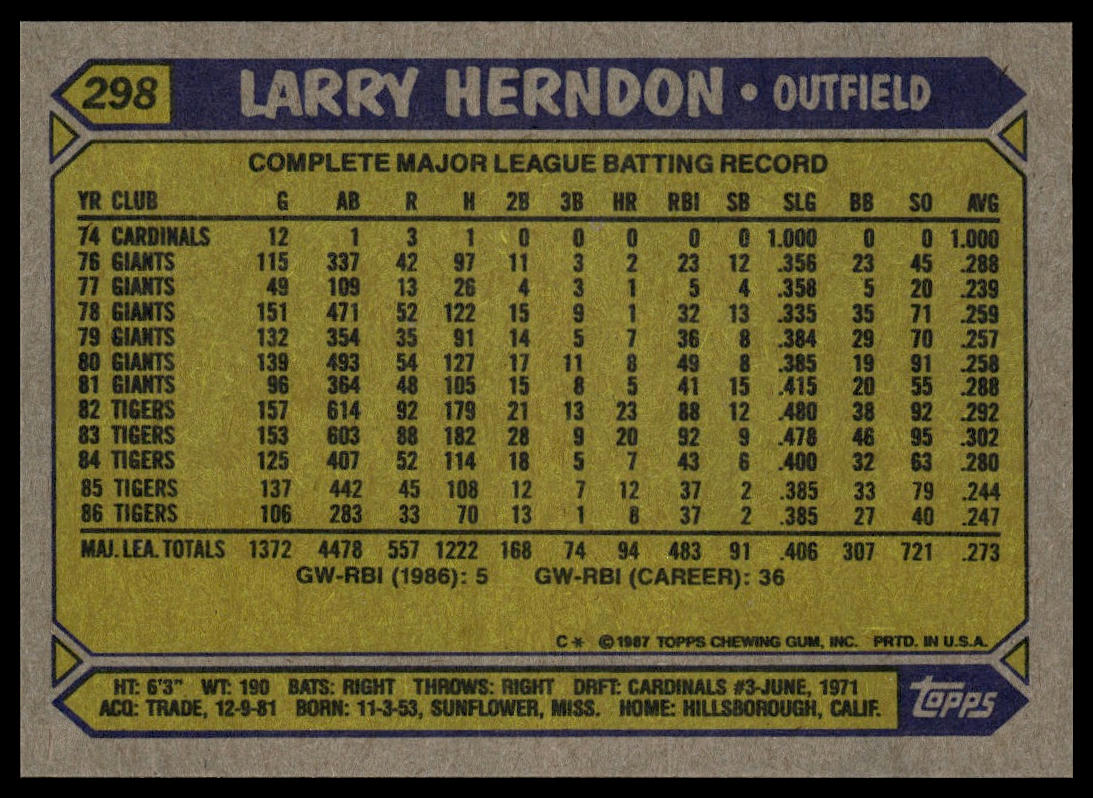 298 LARRY HERNDON • OUTFIELD
COMPLETE MAJOR LEAGUE BATTING RECORD
YR CLUB G AB R H 2B 3B HR RBI SB SLG BB SO AVG
74 CARDINALS 12 1 3 1 0 0 0 0 0 1.000 0 0 1.000
76 GIANTS 115 337 42 97 11 3 2 23 12 .356 23 45 .288
77 GIANTS 49 109 13 26 4 3 1 5 4 .358 5 20 .239
78 GIANTS 151 471 52 122 15 9 1 32 13 .335 35 71 .259
79 GIANTS 132 354 35 91 14 5 7 36 8 .384 29 70 .257
80 GIANTS 139 493 54 127 17 11 8 49 8 .385 19 91 .258
81 GIANTS 96 364 48 105 15 8 5 41 15 .415 20 55 .288
82 TIGERS 157 614 92 179 21 13 23 88 12 .480 38 92 .292
83 TIGERS 153 603 88 182 28 9 20 92 9 .478 46 95 .302
84 TIGERS 125 407 52 114 18 5 7 43 6 .400 32 63 .280
85 TIGERS 137 442 45 108 12 7 12 37 2 .385 33 79 .244
86 TIGERS 106 283 33 70 13 1 8 37 2 .385 27 40 .247
MAJ. LEA. TOTALS 1372 4478 557 1222 168 74 94 483 91 .406 307 721 .273
GW-RBI (1986): 5 GW-RBI (CAREER): 36
C* ©1987 TOPPS CHEWING GUM, INC. PRTD. IN U.S.A.
HT: 6'3" WT: 190 BATS: RIGHT THROWS: RIGHT DRFT: CARDINALS #3-JUNE, 1971
ACQ: TRADE, 12-9-81 BORN: 11-3-53, SUNFLOWER, MISS. HOME: HILLSBOROUGH, CALIF.
TOPPS